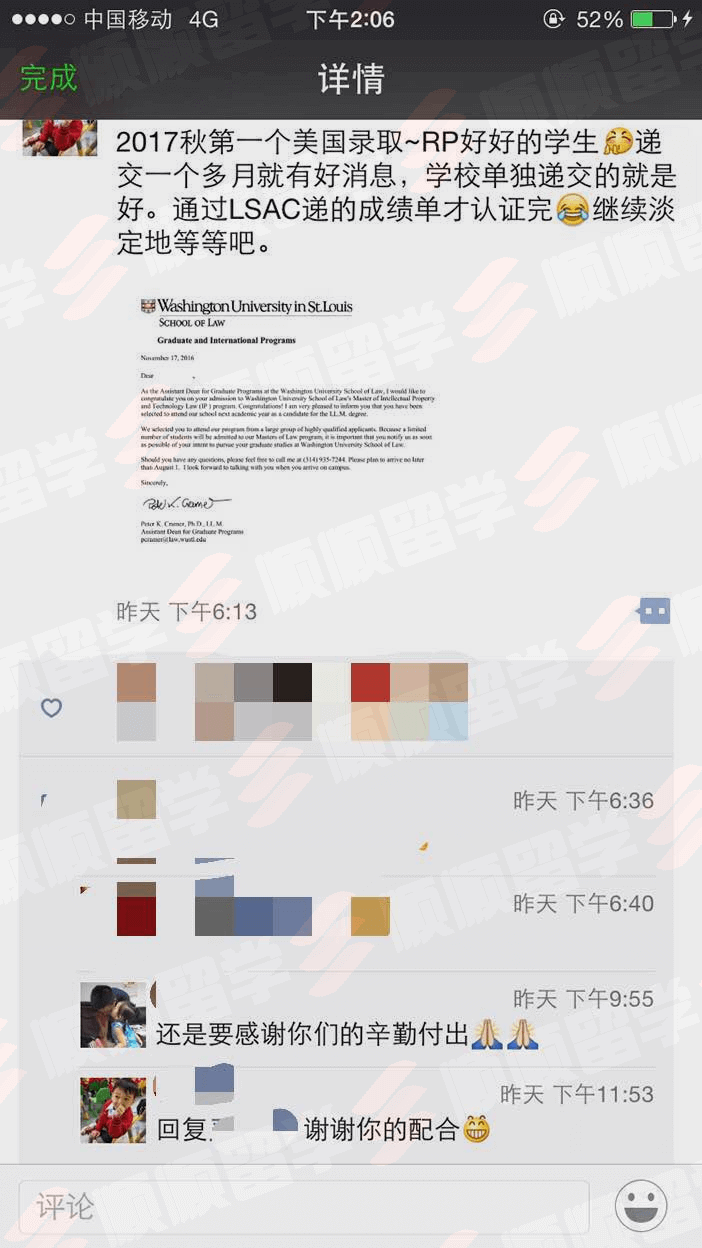 中国移动 4G 下午2:06 52%
完成 详情
2017秋第一个美国录取~RP好好的学生🤭递
交一个多月就有好消息，学校单独递交的就是
好。通过LSAC递的成绩单才认证完😂继续淡
定地等等吧。
Washington University in St. Louis
SCHOOL OF LAW
Graduate and International Programs
November 17, 2016
Dear
As the Assistant Dean for Graduate Programs at the Washington University School of Law, I would like to
congratulate you on your admission to Washington University School of Law's Master of Intellectual Property
and Technology Law (IP ) program. Congratulations! I am very pleased to inform you that you have been
selected to attend our school next academic year as a candidate for the LL.M. degree.
We selected you to attend our program from a large group of highly qualified applicants. Because a limited
number of students will be admitted to our Masters of Law program, it is important that you notify us as soon
as possible of your intent to pursue your graduate studies at Washington University School of Law.
Should you have any questions, please feel free to call me at (314) 935-7244. Please plan to arrive no later
than August 1. I look forward to talking with you when you arrive on campus.
Sincerely,
Peter K. Cramer, Ph.D., LL.M.
Assistant Dean for Graduate Programs
pcramer@law.wustl.edu
昨天 下午6:13
昨天 下午6:36
昨天 下午6:40
昨天 下午9:55
还是要感谢你们的辛勤付出🙏🙏
昨天 下午11:53
回复 谢谢你的配合😁
评论
顺顺留学